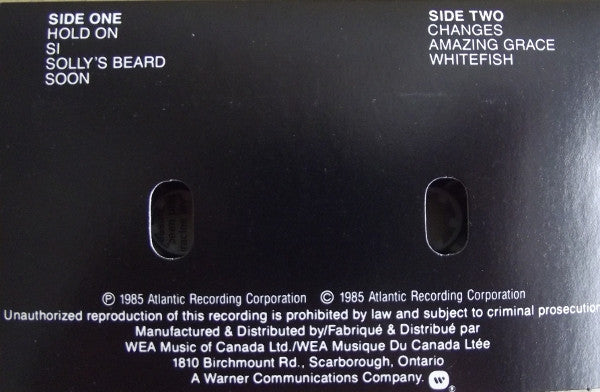 SIDE ONE
HOLD ON
SI
SOLLY'S BEARD
SOON
SIDE TWO
CHANGES
AMAZING GRACE
WHITEFISH
Ⓟ 1985 Atlantic Recording Corporation © 1985 Atlantic Recording Corporation
Unauthorized reproduction of this recording is prohibited by law and subject to criminal prosecution
Manufactured & Distributed by/Fabriqué & Distribué par
WEA Music of Canada Ltd./WEA Musique Du Canada Ltée
1810 Birchmount Rd., Scarborough, Ontario
A Warner Communications Company.